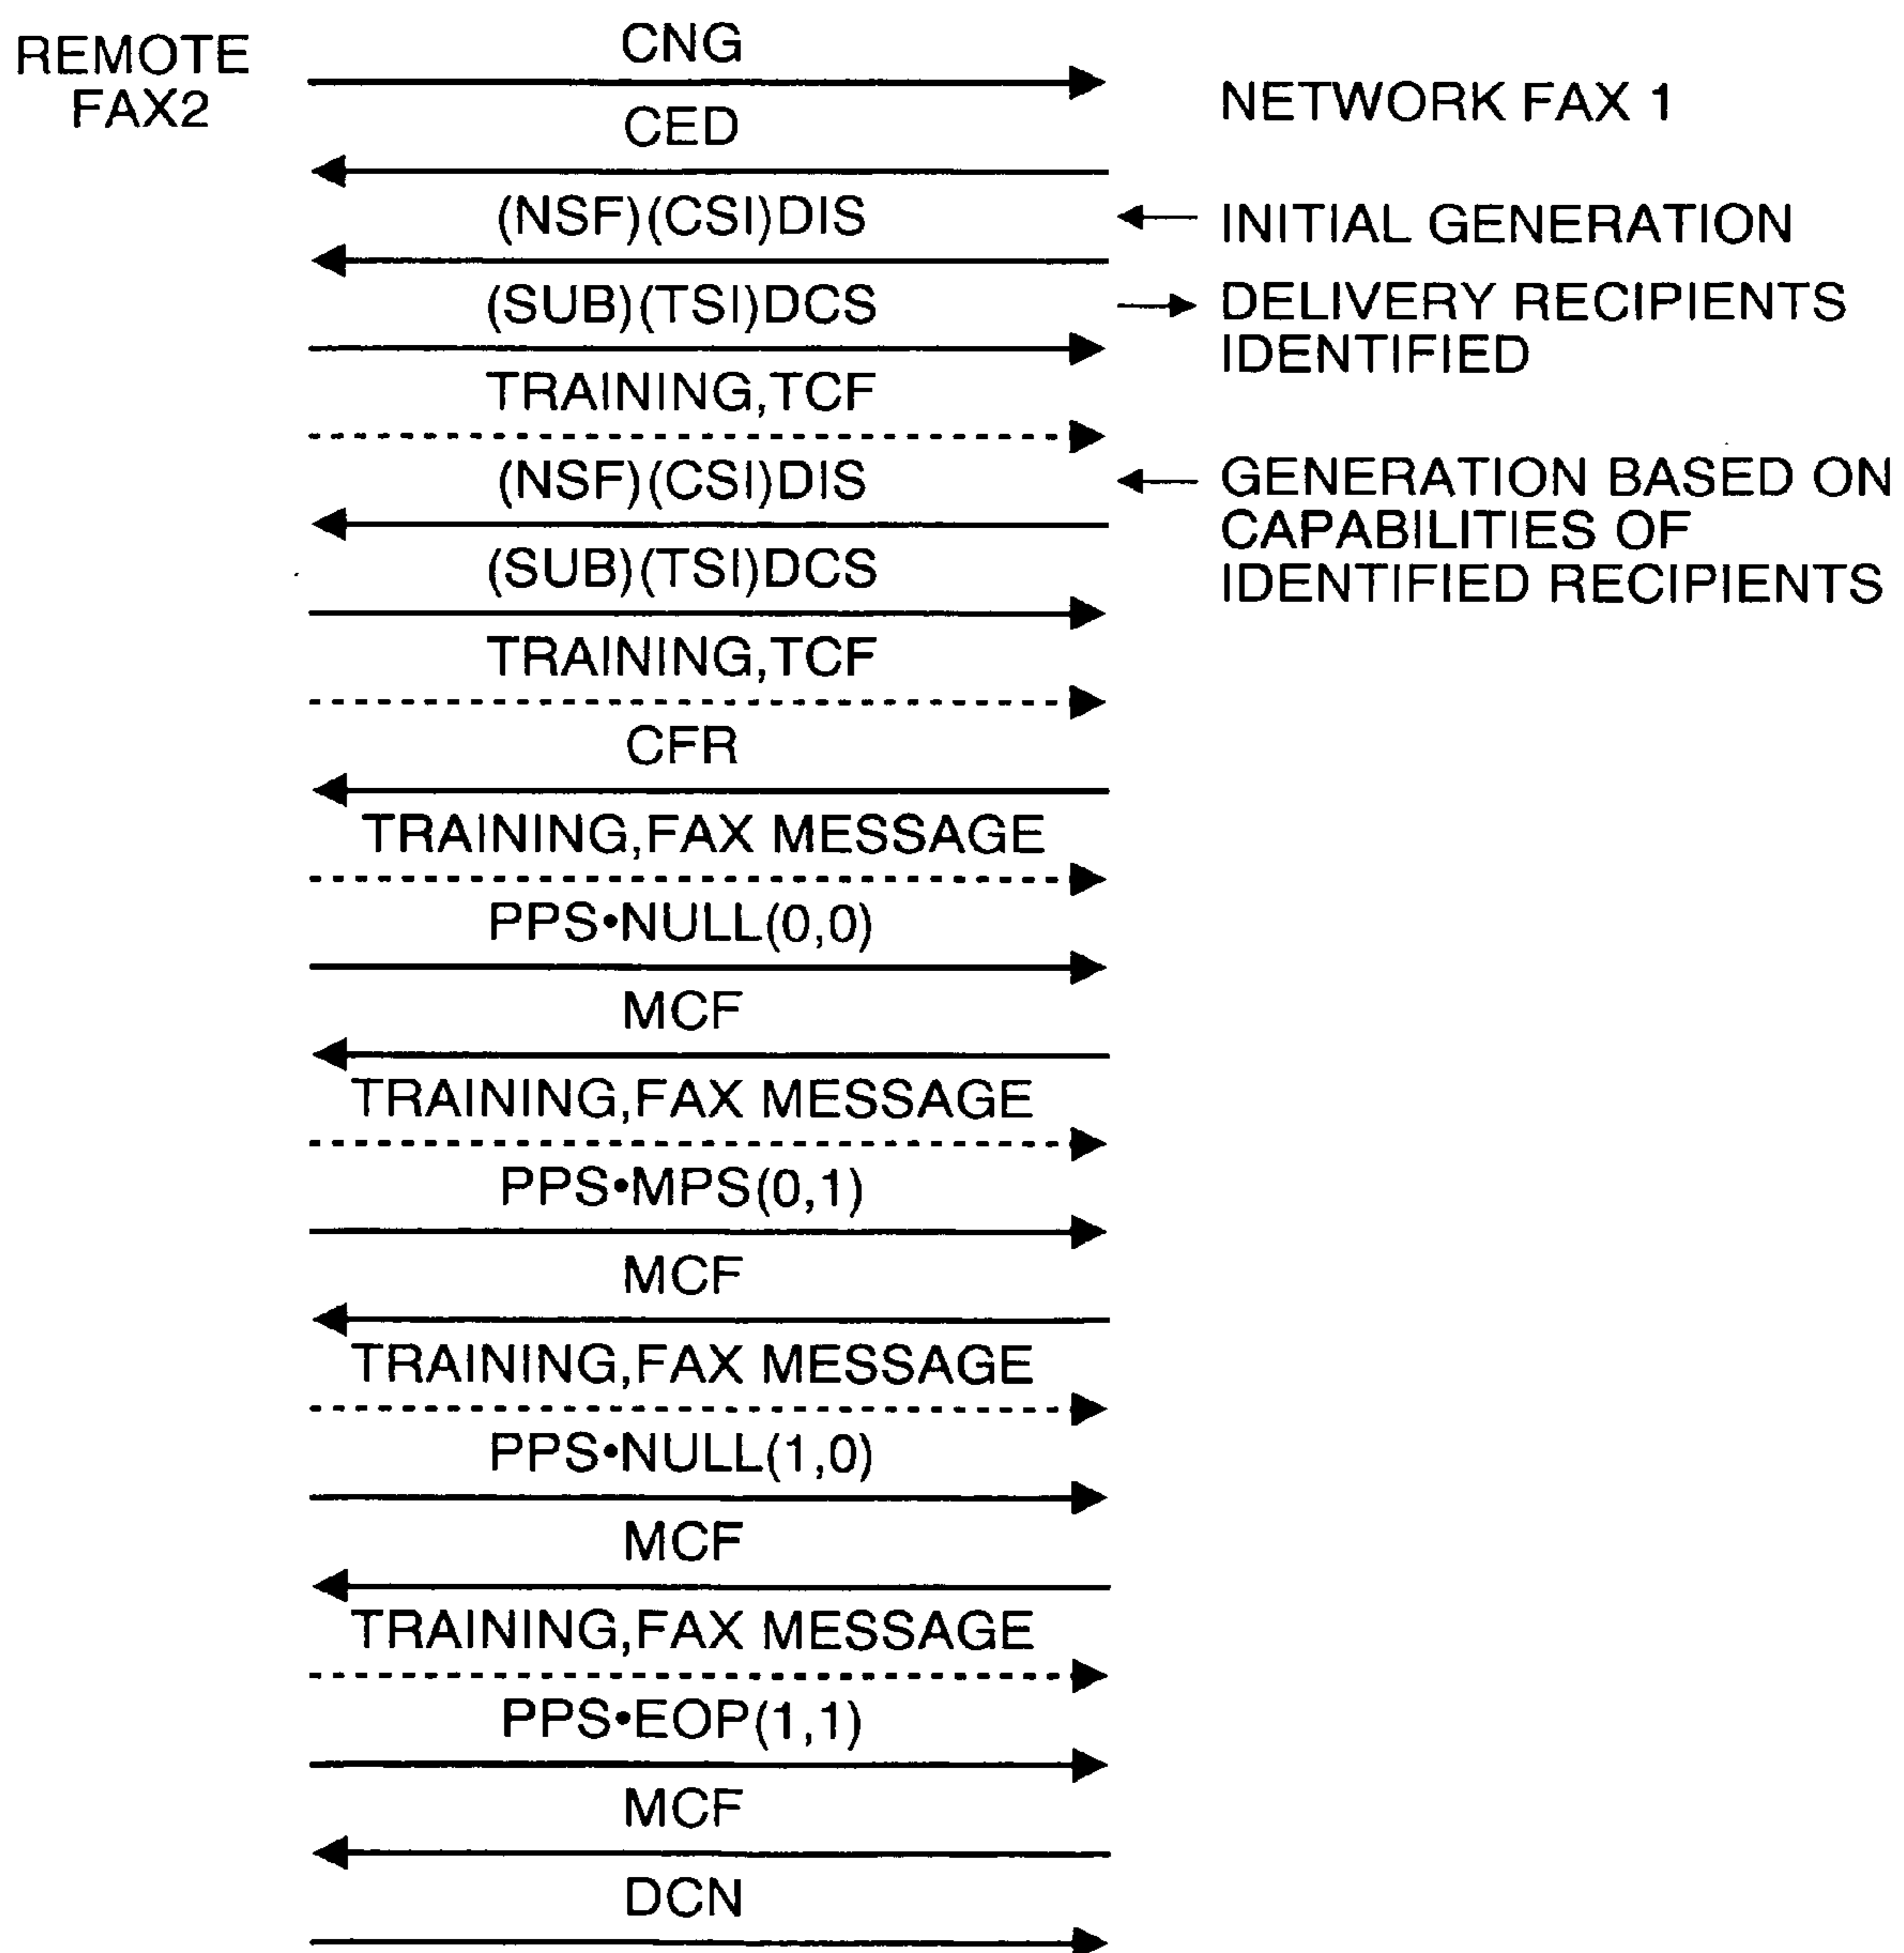 REMOTE
FAX2
CNG
NETWORK FAX 1
CED
(NSF)(CSI)DIS
INITIAL GENERATION
(SUB)(TSI)DCS
DELIVERY RECIPIENTS
IDENTIFIED
TRAINING,TCF
(NSF)(CSI)DIS
GENERATION BASED ON
CAPABILITIES OF
IDENTIFIED RECIPIENTS
(SUB)(TSI)DCS
TRAINING,TCF
CFR
TRAINING,FAX MESSAGE
PPS•NULL(0,0)
MCF
TRAINING,FAX MESSAGE
PPS•MPS(0,1)
MCF
TRAINING,FAX MESSAGE
PPS•NULL(1,0)
MCF
TRAINING,FAX MESSAGE
PPS•EOP(1,1)
MCF
DCN